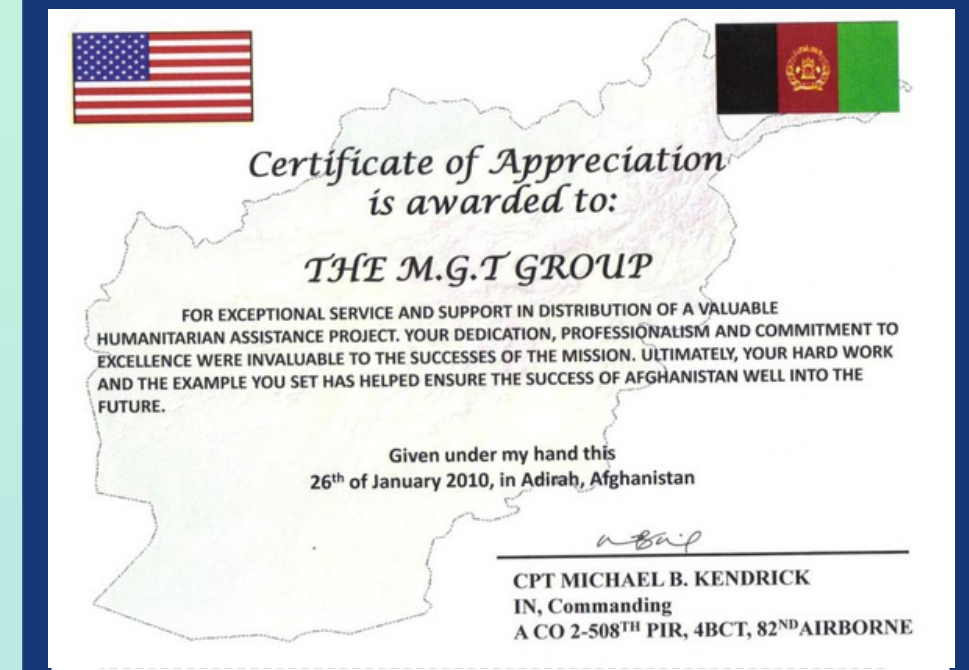 Certificate of Appreciation
is awarded to:
THE M.G.T GROUP
FOR EXCEPTIONAL SERVICE AND SUPPORT IN DISTRIBUTION OF A VALUABLE
HUMANITARIAN ASSISTANCE PROJECT. YOUR DEDICATION, PROFESSIONALISM AND COMMITMENT TO
EXCELLENCE WERE INVALUABLE TO THE SUCCESSES OF THE MISSION. ULTIMATELY, YOUR HARD WORK
AND THE EXAMPLE YOU SET HAS HELPED ENSURE THE SUCCESS OF AFGHANISTAN WELL INTO THE
FUTURE.
Given under my hand this
26th of January 2010, in Adirah, Afghanistan
CPT MICHAEL B. KENDRICK
IN, Commanding
A CO 2-508TH PIR, 4BCT, 82ND AIRBORNE